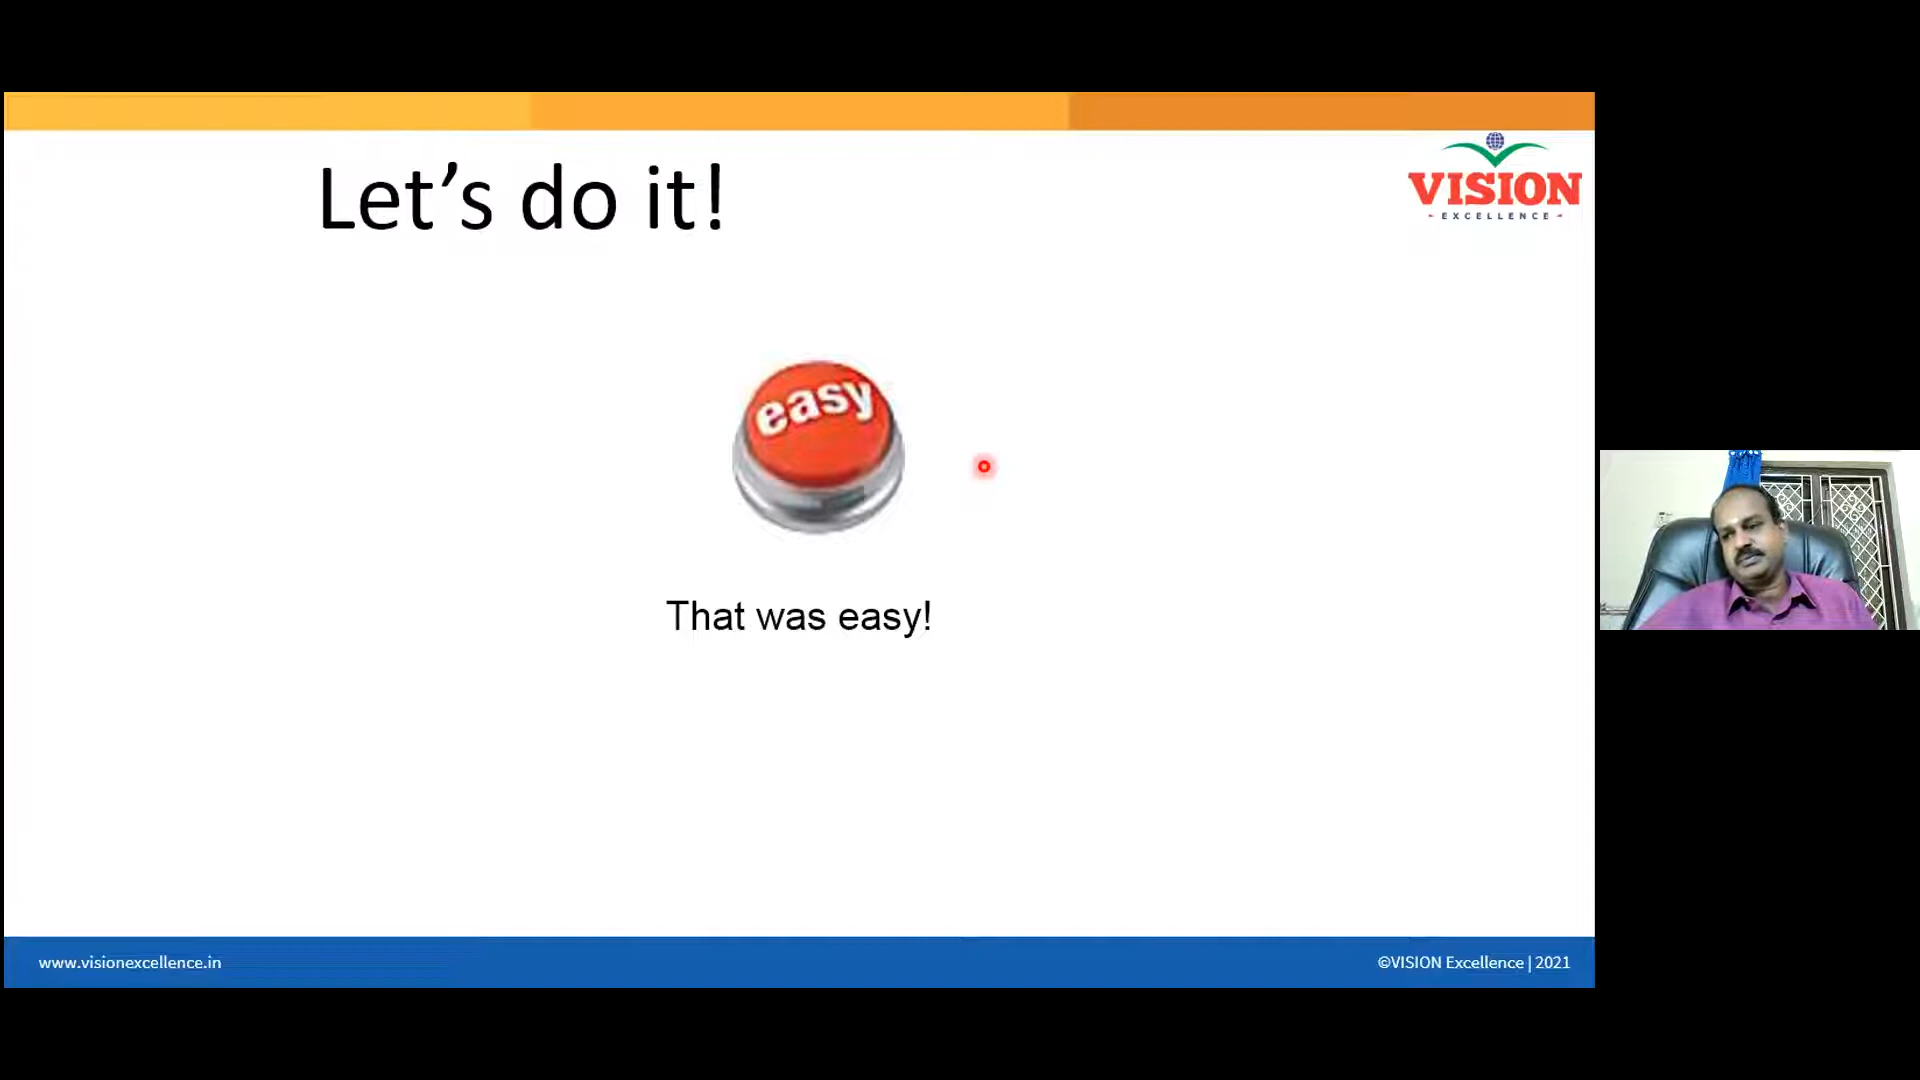 Let’s do it!
VISION
EXCELLENCE
easy
That was easy!
www.visionexcellence.in
©VISION Excellence | 2021